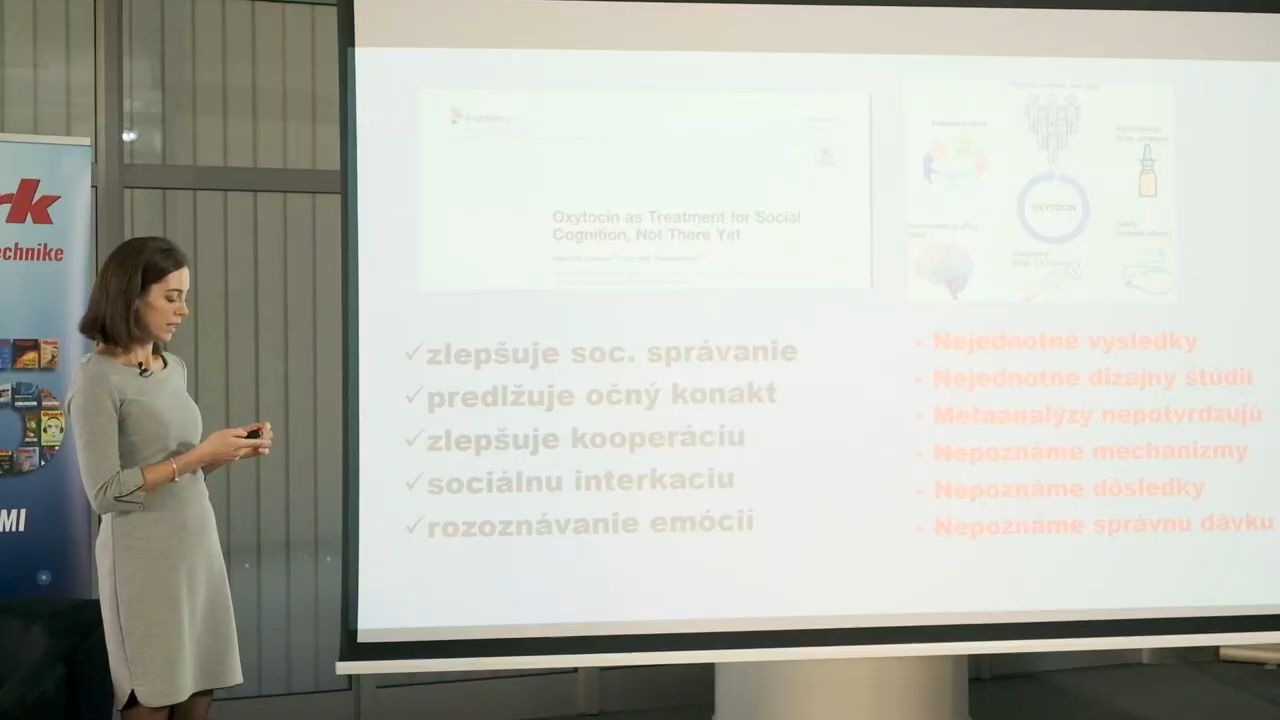 rk
echnike
MI
frontiers
Oxytocin as Treatment for Social
Cognition, Not There Yet
OXYTOCIN
✓zlepšuje soc. správanie
✓predlžuje očný konakt
✓zlepšuje kooperáciu
✓sociálnu interkaciu
✓rozoznávanie emócií
- Nejednotné výsledky
- Nejednotne dizajny štúdií
- Metaanalýzy nepotvrdzujú
- Nepoznáme mechanizmy
- Nepoznáme dôsledky
- Nepoznáme správnu dávku